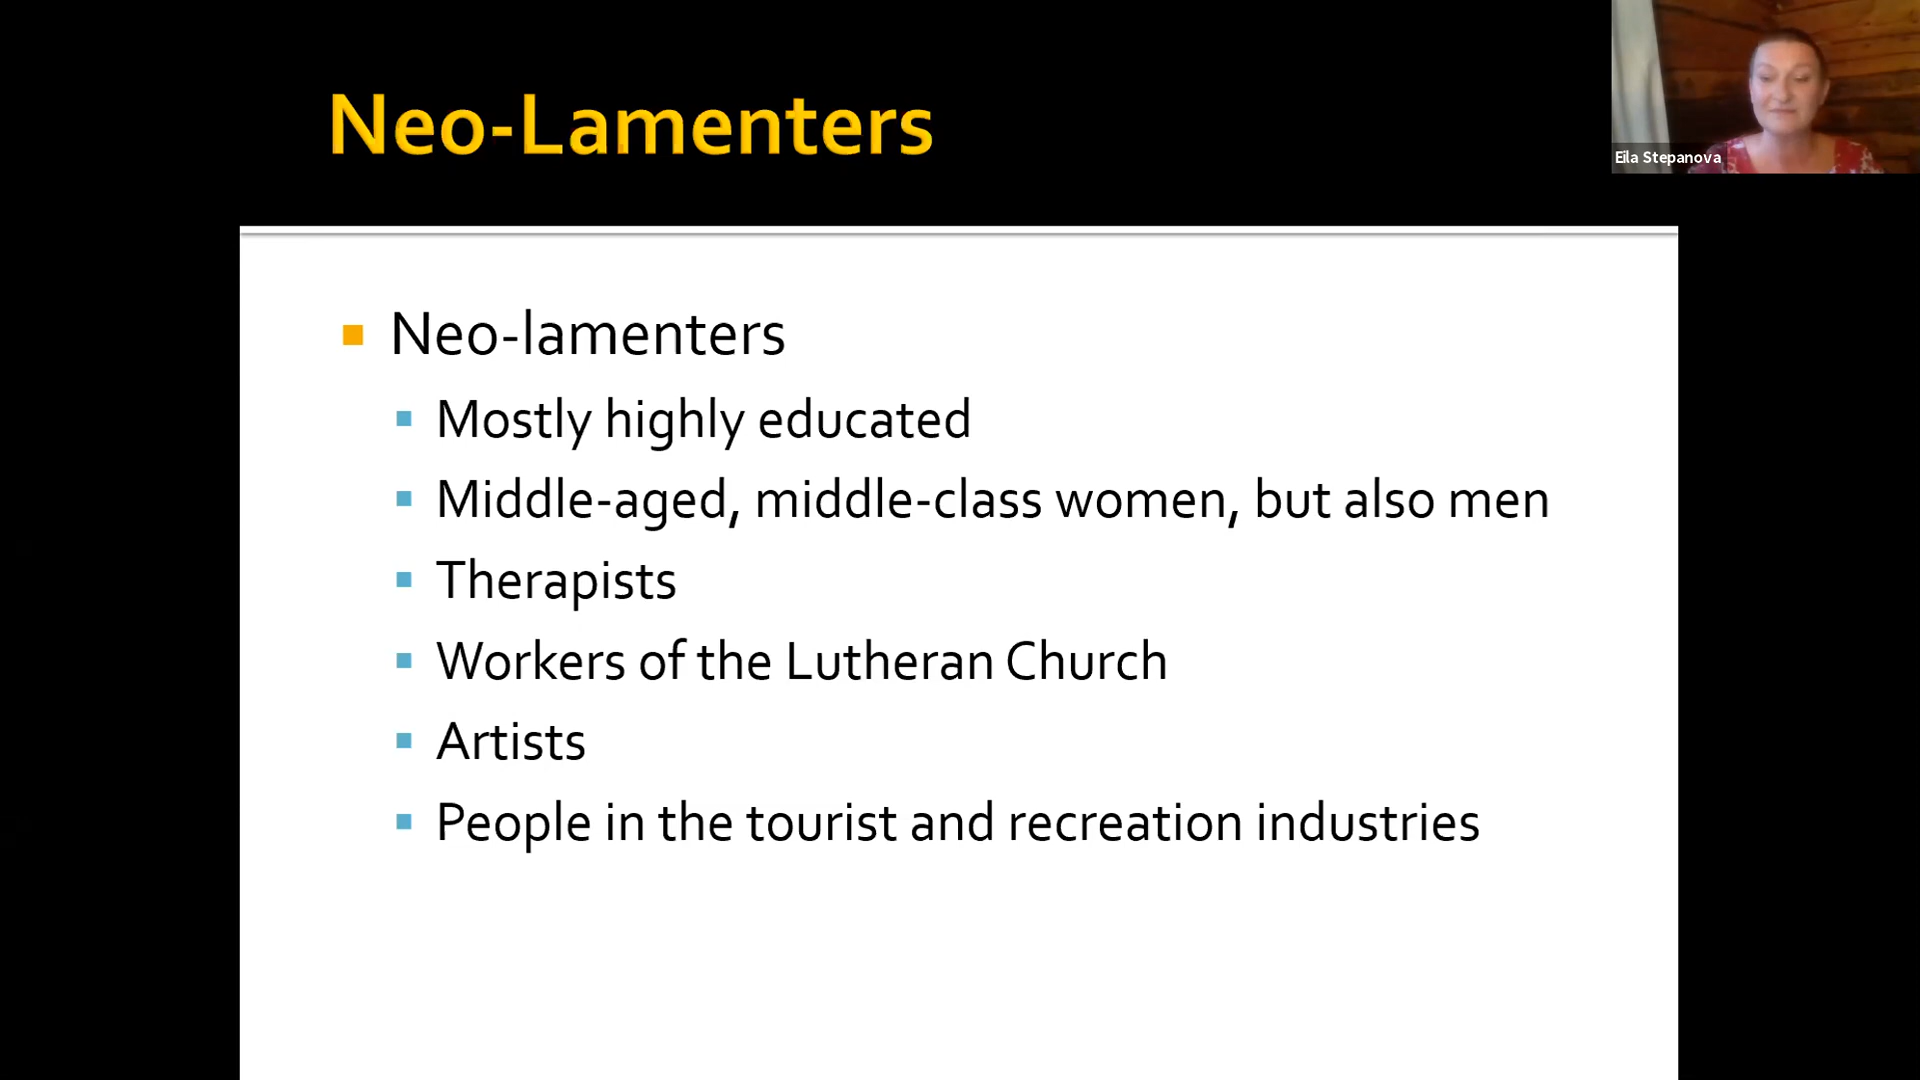 Neo-Lamenters
Eila Stepanova
Neo-lamenters
Mostly highly educated
Middle-aged, middle-class women, but also men
Therapists
Workers of the Lutheran Church
Artists
People in the tourist and recreation industries